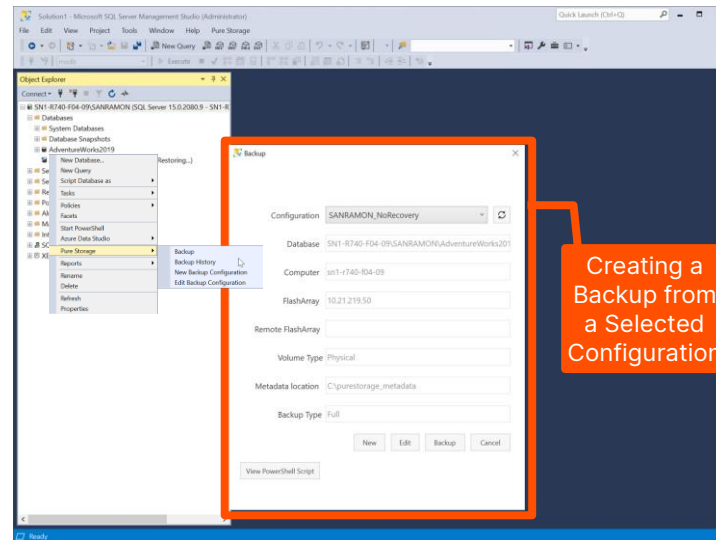 Solution1 - Microsoft SQL Server Management Studio (Administrator)
Quick Launch (Ctrl+Q)
File Edit View Project Tools Window Help Pure Storage
New Query
Execute
Object Explorer
Connect
SN1-R740-F04-09\SANRAMON (SQL Server 15.0.2080.9 - SN1-R
Databases
System Databases
Database Snapshots
AdventureWorks2019
Restoring...)
New Database...
New Query
Script Database as
Tasks
Policies
Facets
Start PowerShell
Azure Data Studio
Pure Storage
Reports
Rename
Delete
Refresh
Properties
Backup
Backup History
New Backup Configuration
Edit Backup Configuration
Backup
Configuration SANRAMON_NoRecovery
Database SN1-R740-F04-09\SANRAMON\AdventureWorks201
Computer sn1-r740-f04-09
FlashArray 10.21.219.50
Remote FlashArray
Volume Type Physical
Metadata location C:\purestorage_metadata
Backup Type Full
New Edit Backup Cancel
View PowerShell Script
Creating a
Backup from
a Selected
Configuration
Ready